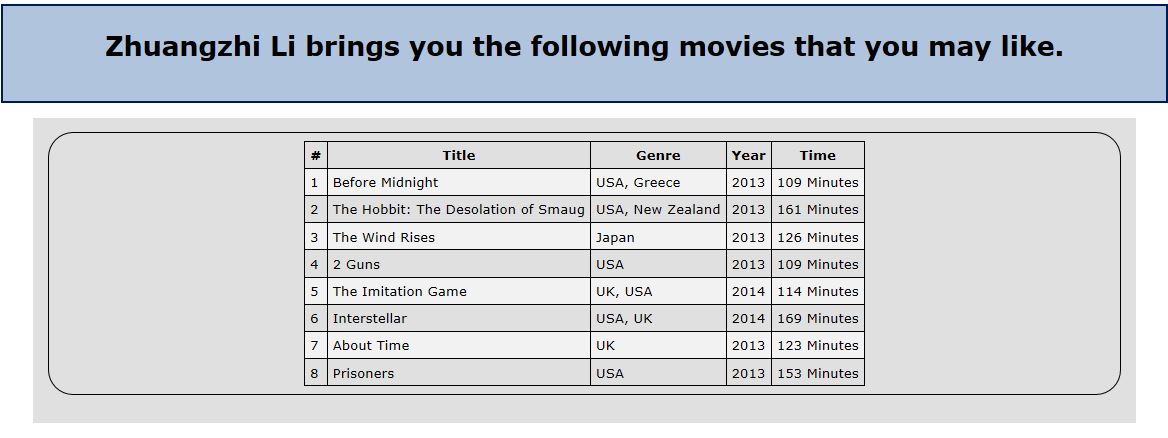 Zhuangzhi Li brings you the following movies that you may like.
# Title Genre Year Time
1 Before Midnight USA, Greece 2013 109 Minutes
2 The Hobbit: The Desolation of Smaug USA, New Zealand 2013 161 Minutes
3 The Wind Rises Japan 2013 126 Minutes
4 2 Guns USA 2013 109 Minutes
5 The Imitation Game UK, USA 2014 114 Minutes
6 Interstellar USA, UK 2014 169 Minutes
7 About Time UK 2013 123 Minutes
8 Prisoners USA 2013 153 Minutes